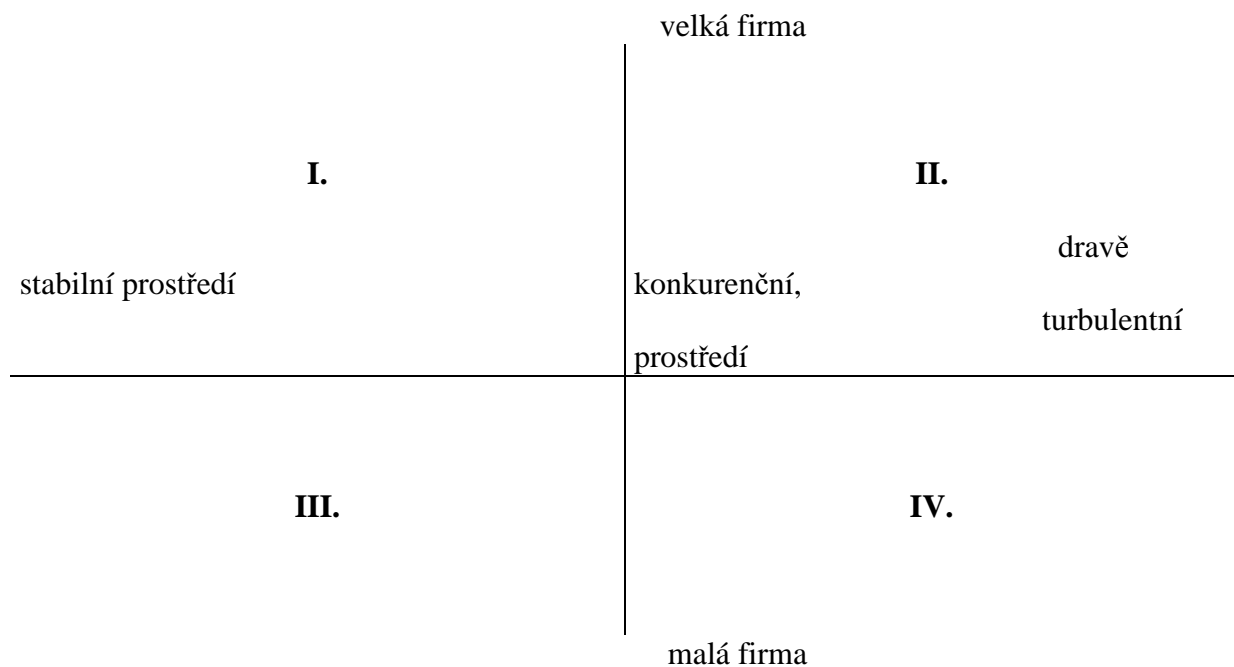 velká firma
I. II.
dravě
stabilní prostředí konkurenční,
turbulentní
prostředí
III. IV.
malá firma